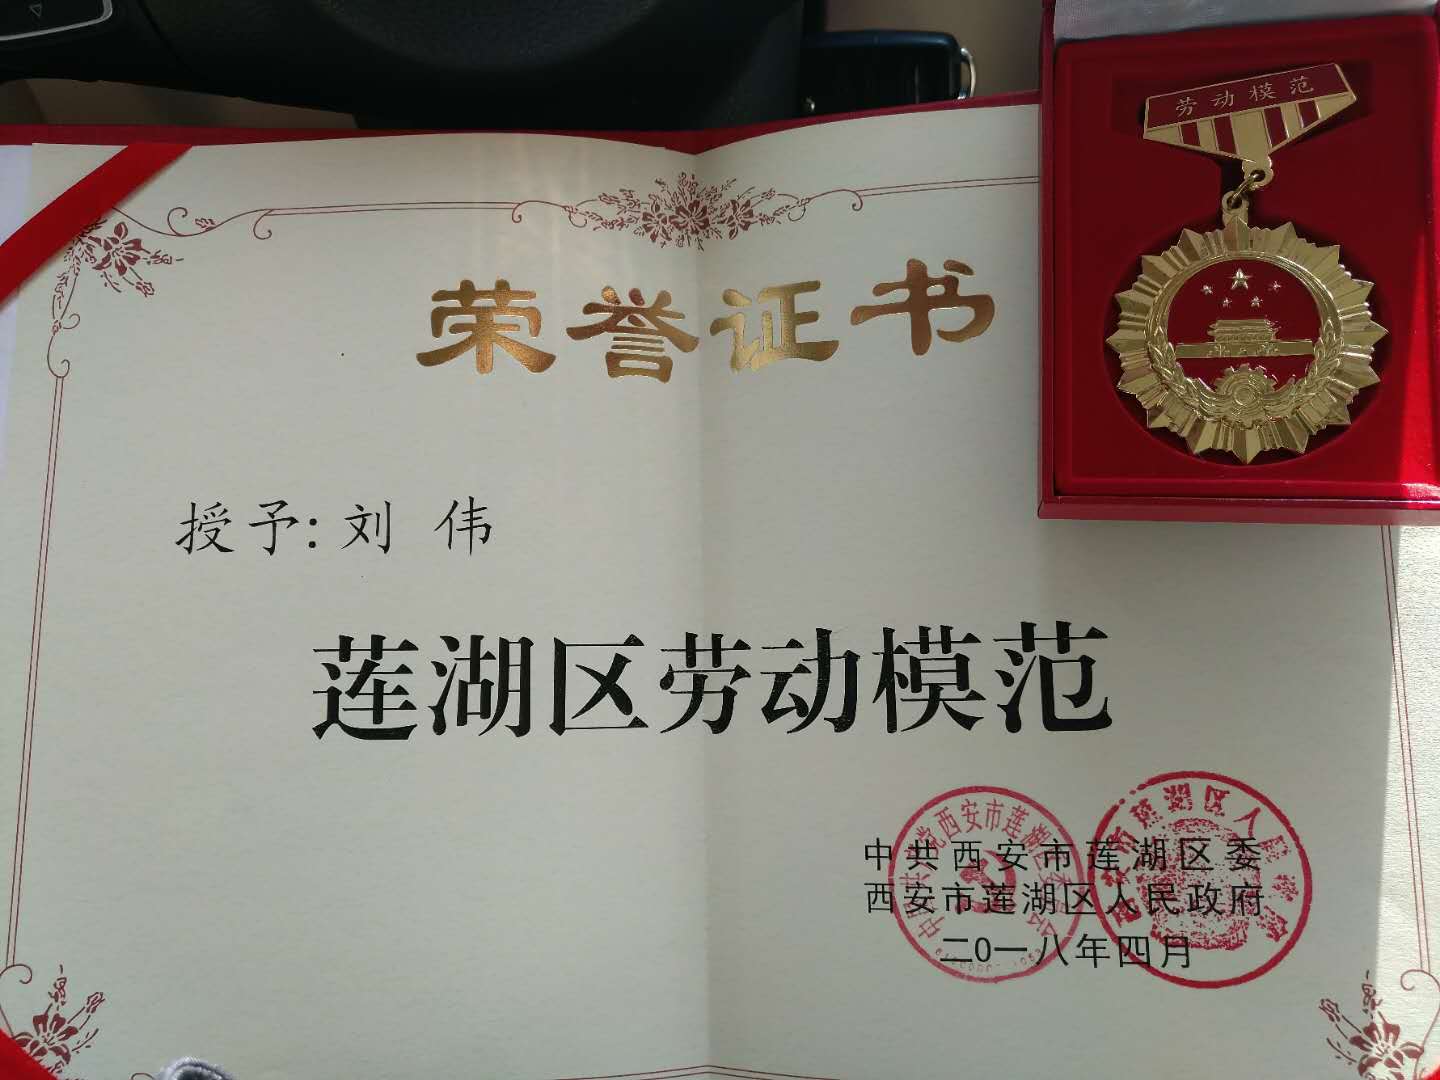 劳动模范
荣誉证书
授予:刘 伟
莲湖区劳动模范
中共西安市莲湖区委
西安市莲湖区人民政府
二0一八年四月